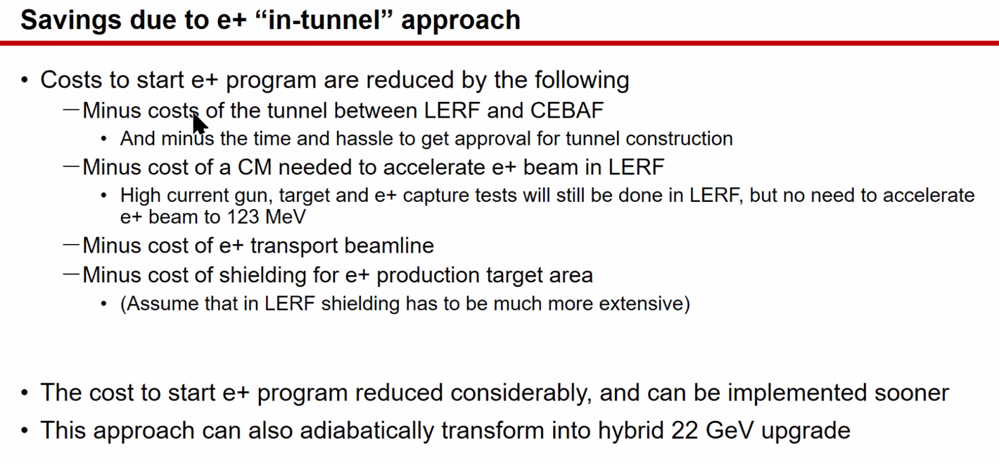 Savings due to e+ “in-tunnel” approach
• Costs to start e+ program are reduced by the following
—Minus costs of the tunnel between LERF and CEBAF
• And minus the time and hassle to get approval for tunnel construction
—Minus cost of a CM needed to accelerate e+ beam in LERF
• High current gun, target and e+ capture tests will still be done in LERF, but no need to accelerate
e+ beam to 123 MeV
—Minus cost of e+ transport beamline
—Minus cost of shielding for e+ production target area
• (Assume that in LERF shielding has to be much more extensive)
• The cost to start e+ program reduced considerably, and can be implemented sooner
• This approach can also adiabatically transform into hybrid 22 GeV upgrade